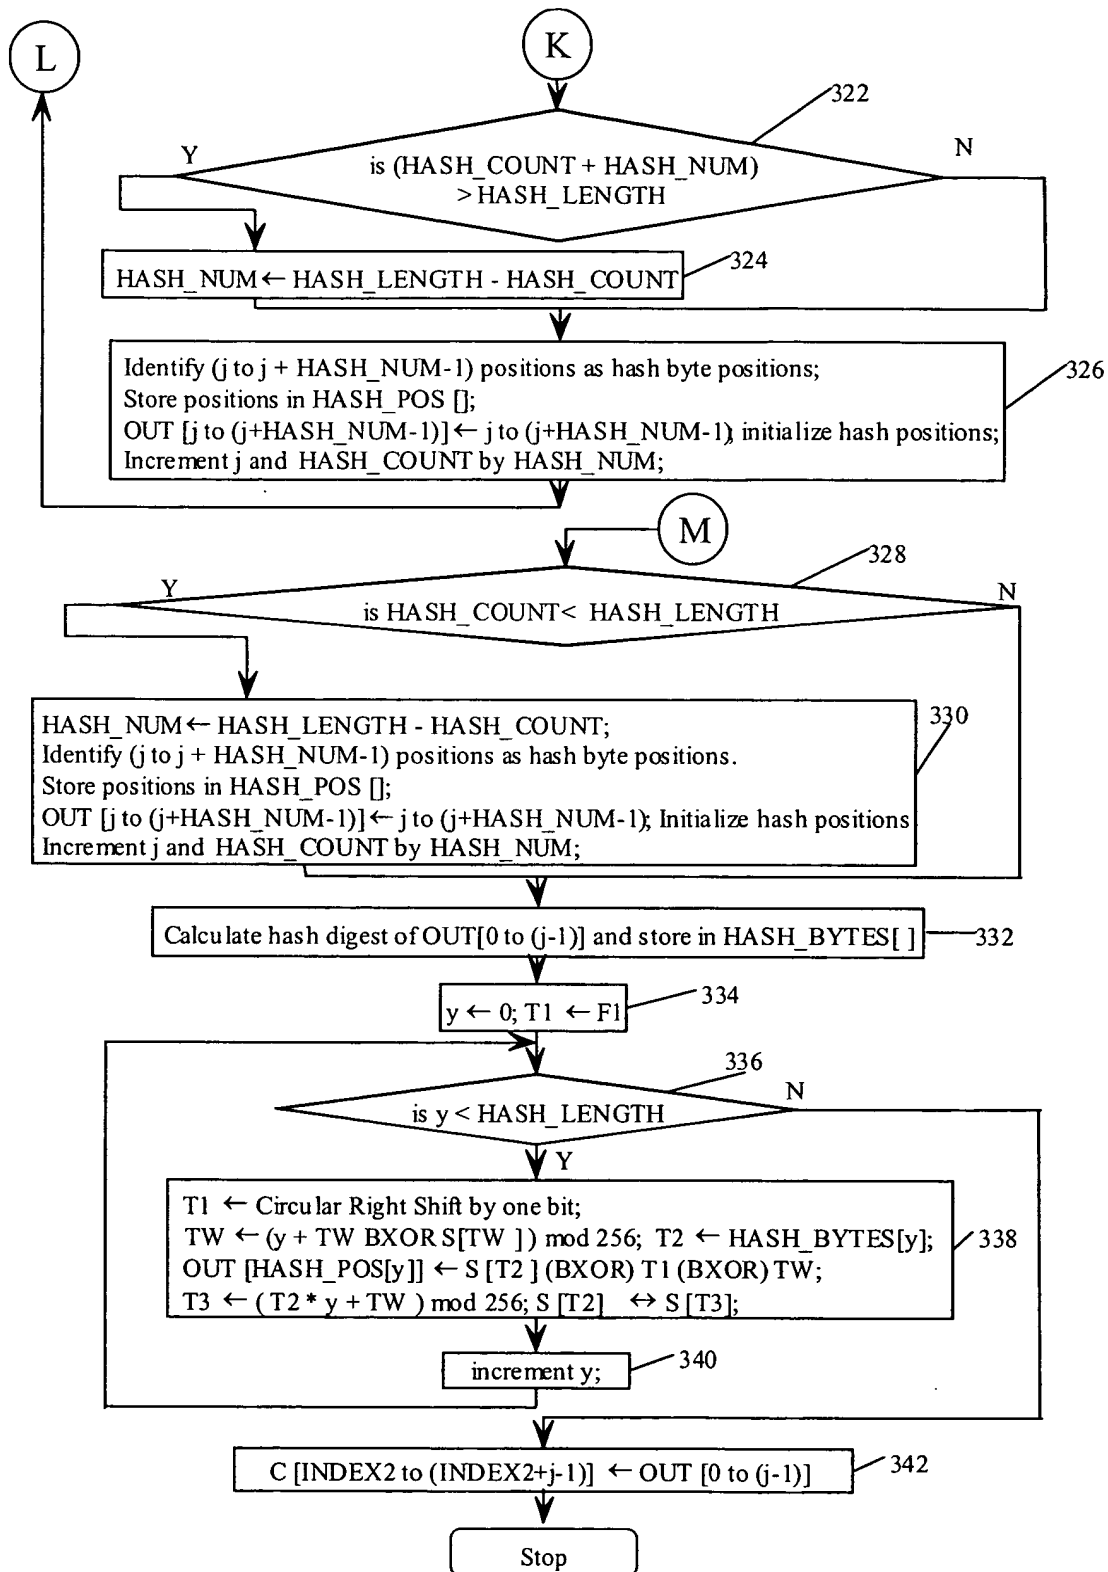 L
K
322
Y
N
is (HASH_COUNT + HASH_NUM)
> HASH_LENGTH
324
HASH_NUM ← HASH_LENGTH - HASH_COUNT
326
Identify (j to j + HASH_NUM-1) positions as hash byte positions;
Store positions in HASH_POS [];
OUT [j to (j+HASH_NUM-1)] ← j to (j+HASH_NUM-1); initialize hash positions;
Increment j and HASH_COUNT by HASH_NUM;
M
328
Y
N
is HASH_COUNT< HASH_LENGTH
330
HASH_NUM ← HASH_LENGTH - HASH_COUNT;
Identify (j to j + HASH_NUM-1) positions as hash byte positions.
Store positions in HASH_POS [];
OUT [j to (j+HASH_NUM-1)] ← j to (j+HASH_NUM-1); Initialize hash positions
Increment j and HASH_COUNT by HASH_NUM;
Calculate hash digest of OUT[0 to (j-1)] and store in HASH_BYTES[ ]
332
334
y ← 0; T1 ← F1
336
N
is y < HASH_LENGTH
Y
T1 ← Circular Right Shift by one bit;
TW ← (y + TW BXOR S[TW ]) mod 256; T2 ← HASH_BYTES[y];
338
OUT [HASH_POS[y]] ← S [T2 ] (BXOR) T1 (BXOR) TW;
T3 ← ( T2 * y + TW ) mod 256; S [T2] ↔ S [T3];
increment y;
340
C [INDEX2 to (INDEX2+j-1)] ← OUT [0 to (j-1)]
342
Stop